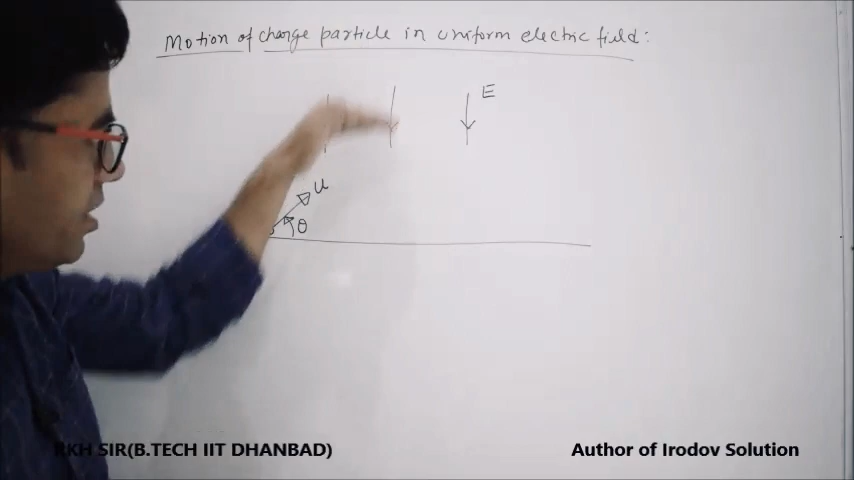 Motion of charge particle in uniform electric field:
E
u
θ
RKH SIR(B.TECH IIT DHANBAD)
Author of Irodov Solution